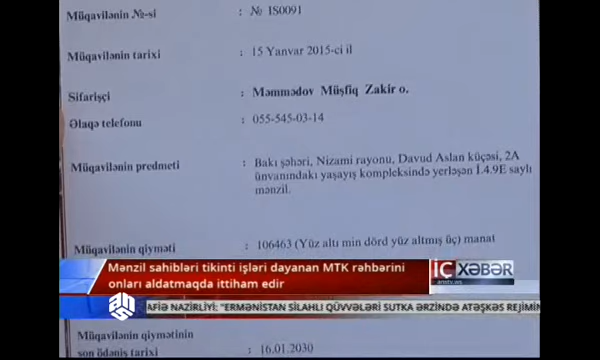 Müqavilənin №-si : № IS0091
Müqavilənin tarixi : 15 Yanvar 2015-ci il
Sifarişçi : Məmmədov Müşfiq Zakir o.
Əlaqə telefonu : 055-545-03-14
Müqavilənin predmeti : Bakı şəhəri, Nizami rayonu, Davud Aslan küçəsi, 2A
ünvanındakı yaşayış kompleksində yerləşən İ.4.9E saylı
mənzil.
Müqavilənin qiyməti : 106463 (Yüz altı min dörd yüz altmış üç) manat
Mənzil sahibləri tikinti işləri dayanan MTK rəhbərini
onları aldatmaqda ittiham edir
İÇ XƏBƏR
anstv.ws
ans
AFİƏ NAZİRLİYİ: "ERMƏNİSTAN SİLAHLI QÜVVƏLƏRİ SUTKA ƏRZİNDƏ ATƏŞKƏS REJİMİN
Müqavilənin qiymətinin
son ödəniş tarixi : 16.01.2030